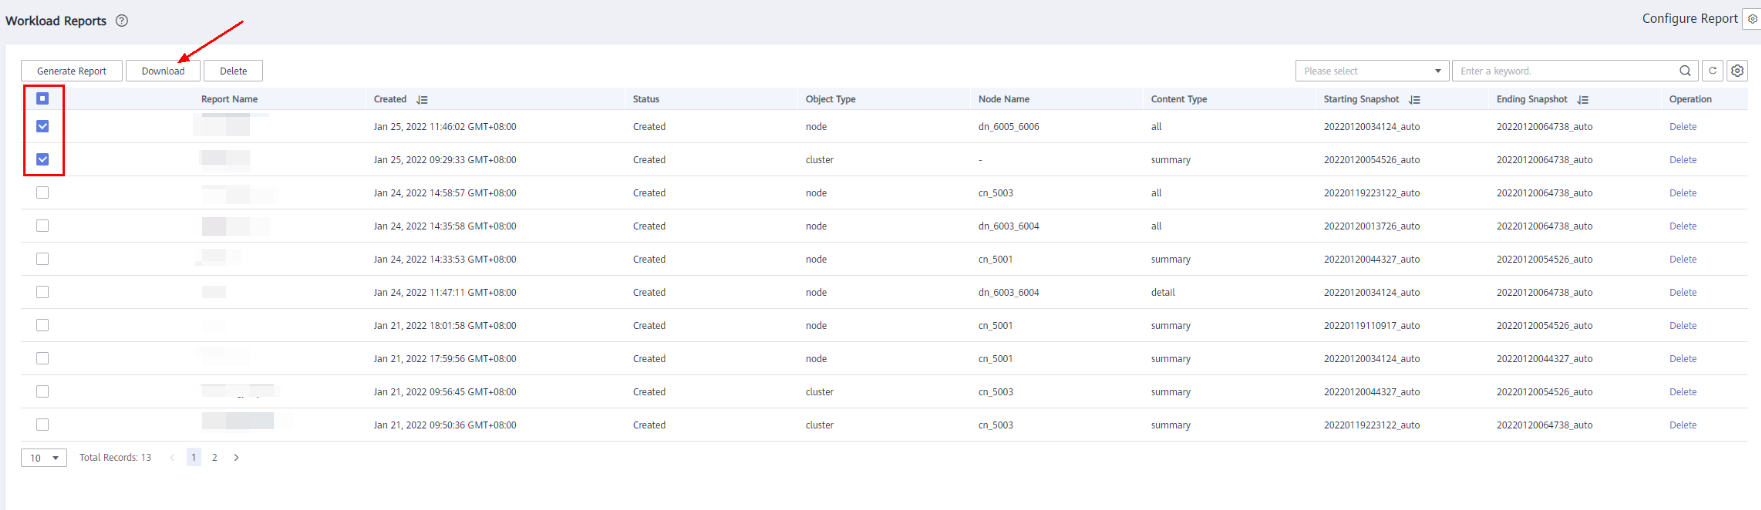 Workload Reports ?
Configure Report
Generate Report Download Delete Please select Enter a keyword.
Report Name Created Status Object Type Node Name Content Type Starting Snapshot Ending Snapshot Operation
Jan 25, 2022 11:46:02 GMT+08:00 Created node dn_6005_6006 all 20220120034124_auto 20220120064738_auto Delete
Jan 25, 2022 09:29:33 GMT+08:00 Created cluster - summary 20220120054526_auto 20220120064738_auto Delete
Jan 24, 2022 14:58:57 GMT+08:00 Created node cn_5003 all 20220119223122_auto 20220120064738_auto Delete
Jan 24, 2022 14:35:58 GMT+08:00 Created node dn_6003_6004 all 20220120013726_auto 20220120064738_auto Delete
Jan 24, 2022 14:33:53 GMT+08:00 Created node cn_5001 summary 20220120044327_auto 20220120054526_auto Delete
Jan 24, 2022 11:47:11 GMT+08:00 Created node dn_6003_6004 detail 20220120034124_auto 20220120064738_auto Delete
Jan 21, 2022 18:01:58 GMT+08:00 Created node cn_5001 summary 20220119110917_auto 20220120054526_auto Delete
Jan 21, 2022 17:59:56 GMT+08:00 Created node cn_5001 summary 20220120034124_auto 20220120044327_auto Delete
Jan 21, 2022 09:56:45 GMT+08:00 Created cluster cn_5003 summary 20220120044327_auto 20220120054526_auto Delete
Jan 21, 2022 09:50:36 GMT+08:00 Created cluster cn_5003 summary 20220119223122_auto 20220120064738_auto Delete
10 Total Records: 13 < 1 2 >